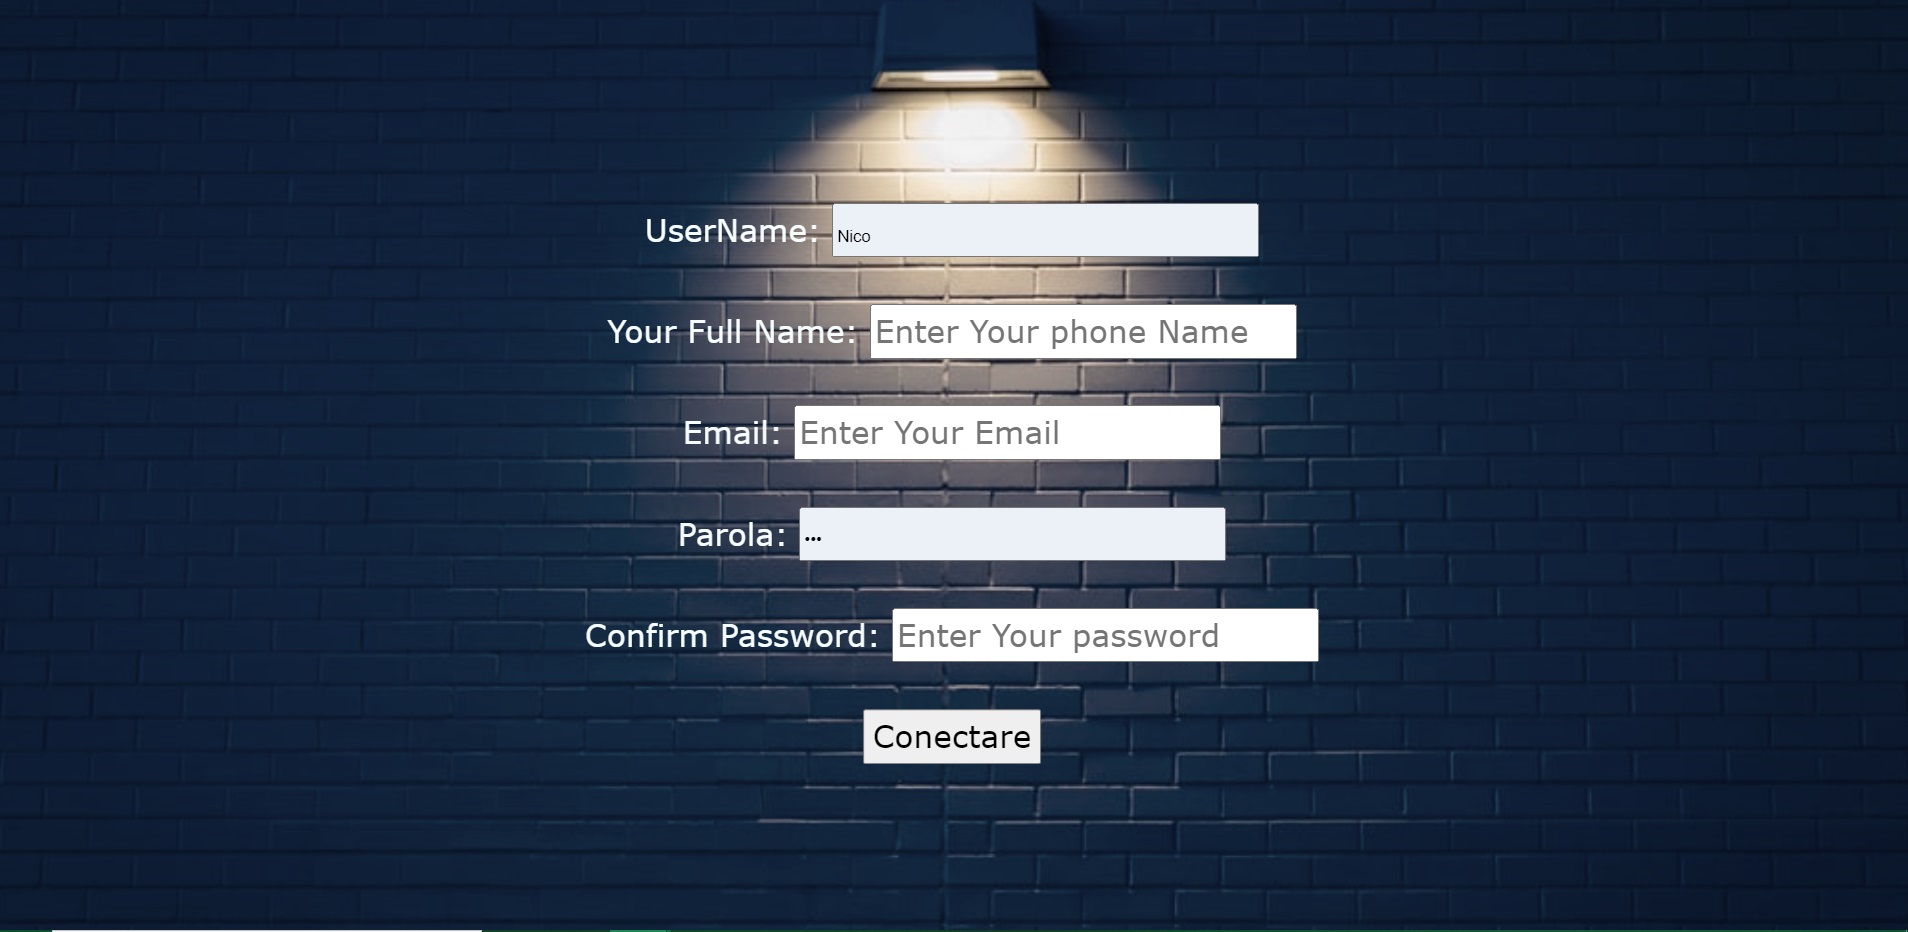 UserName: Nico
Your Full Name: Enter Your phone Name
Email: Enter Your Email
Parola: •••
Confirm Password: Enter Your password
Conectare